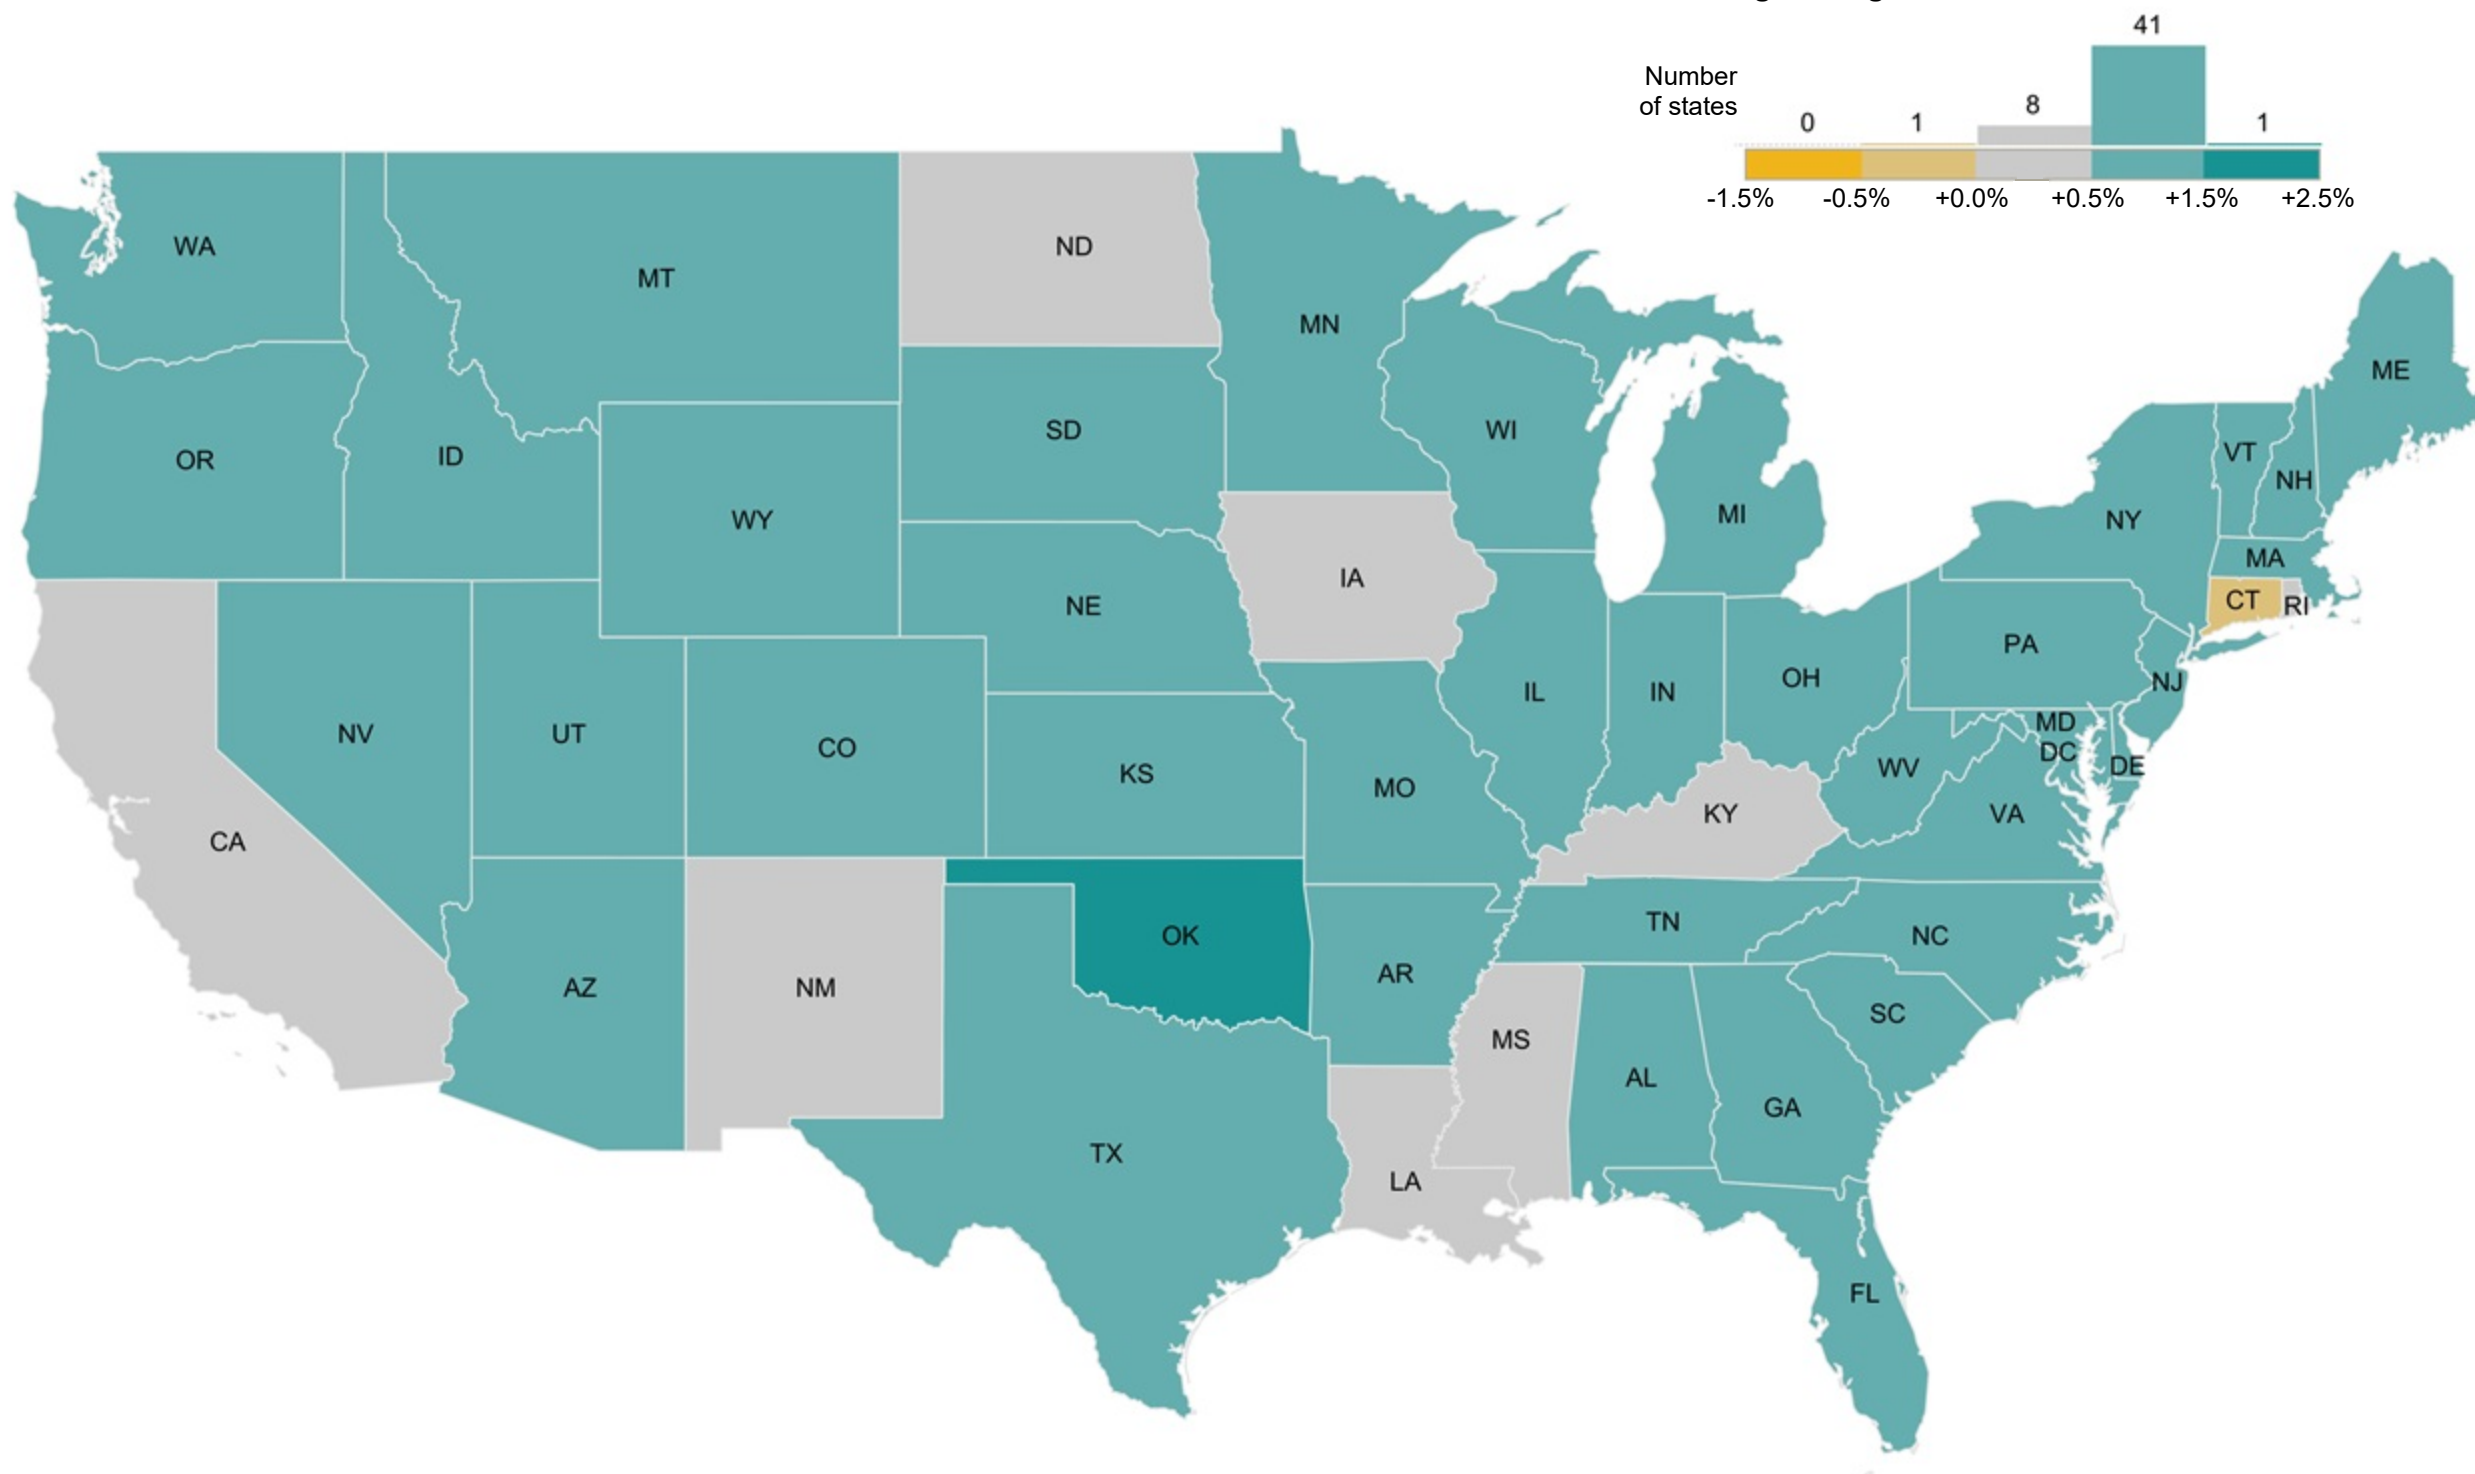 41
Number
of states
0 1 8 1
-1.5% -0.5% +0.0% +0.5% +1.5% +2.5%
WA
MT
ND
MN
ME
OR
ID
SD
WI
VT
NH
WY
MI
NY
MA
IA
NE
CT
RI
PA
IL
IN
OH
NJ
NV
UT
CO
KS
MO
MD
DC
DE
WV
VA
KY
CA
TN
NC
OK
AZ
NM
AR
SC
MS
AL
GA
TX
LA
FL